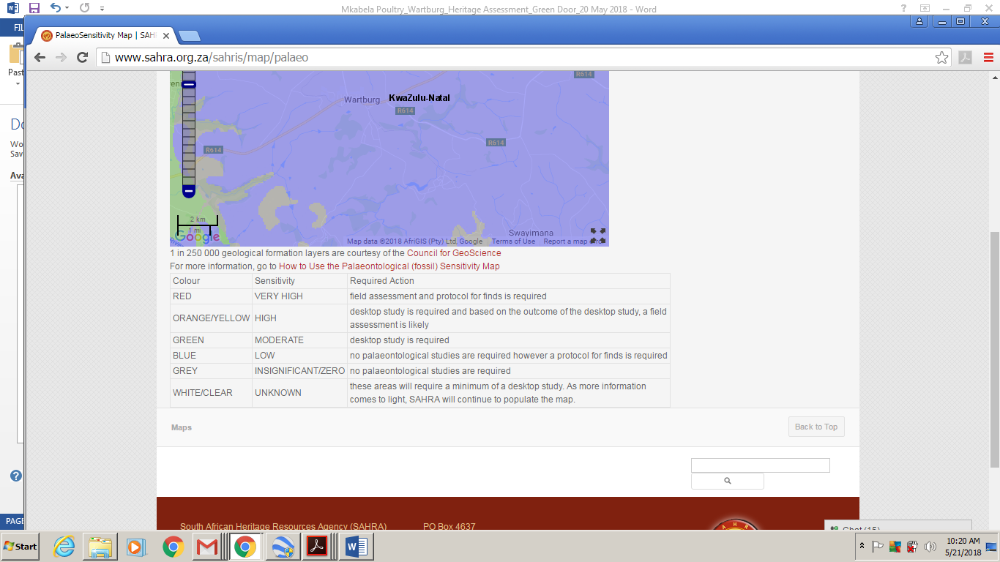 Mkabela Poultry_Wartburg_Heritage Assessment_Green Door_20 May 2018 - Word
FIL
PalaeoSensitivity Map | SAH
www.sahra.org.za/sahris/map/palaeo
Past
R614
Wartburg
KwaZulu-Natal
R614
R614
R614
2 km
1 mi
Google
Swayimana
Map data ©2018 AfriGIS (Pty) Ltd, Google Terms of Use Report a map error
1 in 250 000 geological formation layers are courtesy of the Council for GeoScience
For more information, go to How to Use the Palaeontological (fossil) Sensitivity Map
Colour Sensitivity Required Action
RED VERY HIGH field assessment and protocol for finds is required
ORANGE/YELLOW HIGH desktop study is required and based on the outcome of the desktop study, a field
assessment is likely
GREEN MODERATE desktop study is required
BLUE LOW no palaeontological studies are required however a protocol for finds is required
GREY INSIGNIFICANT/ZERO no palaeontological studies are required
WHITE/CLEAR UNKNOWN these areas will require a minimum of a desktop study. As more information
comes to light, SAHRA will continue to populate the map.
Do
Wo
Sav
Ava
Maps
Back to Top
PAGE
South African Heritage Resources Agency (SAHRA) PO Box 4637
SAHR
Chat (15)
Start
10:20 AM
5/21/2018